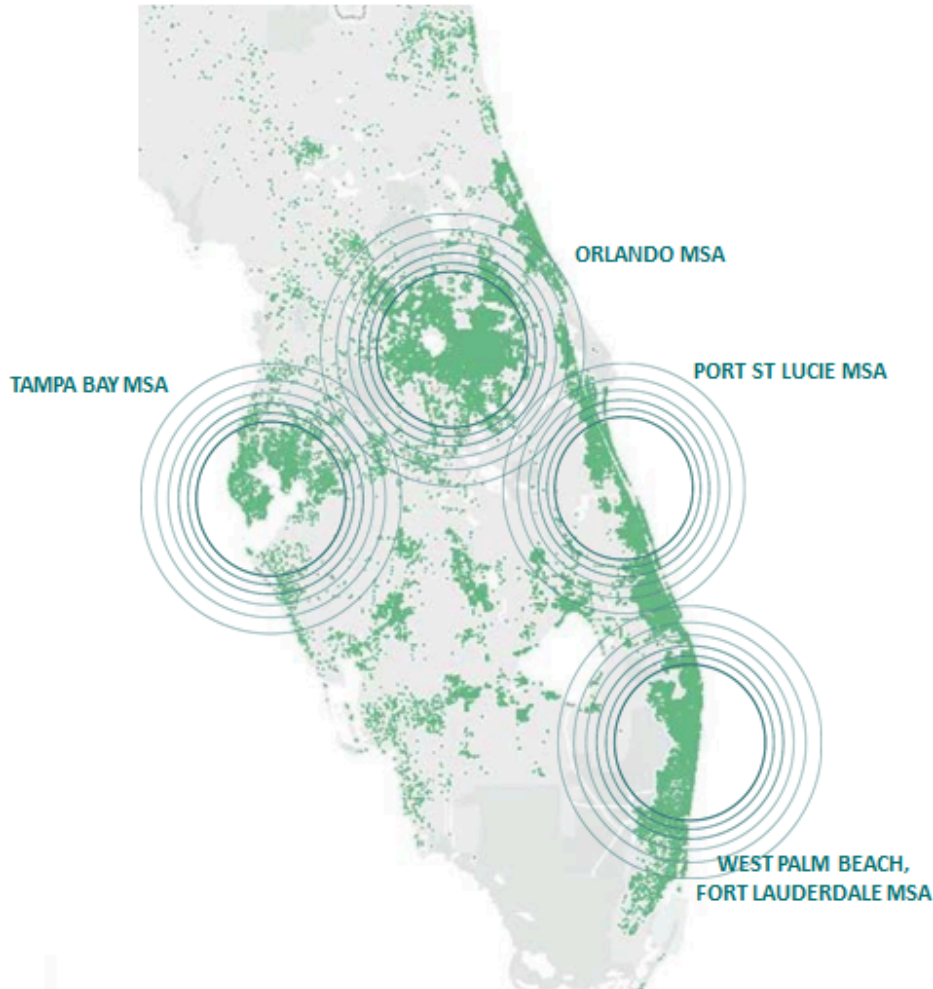 ORLANDO MSA
TAMPA BAY MSA
PORT ST LUCIE MSA
WEST PALM BEACH,
FORT LAUDERDALE MSA